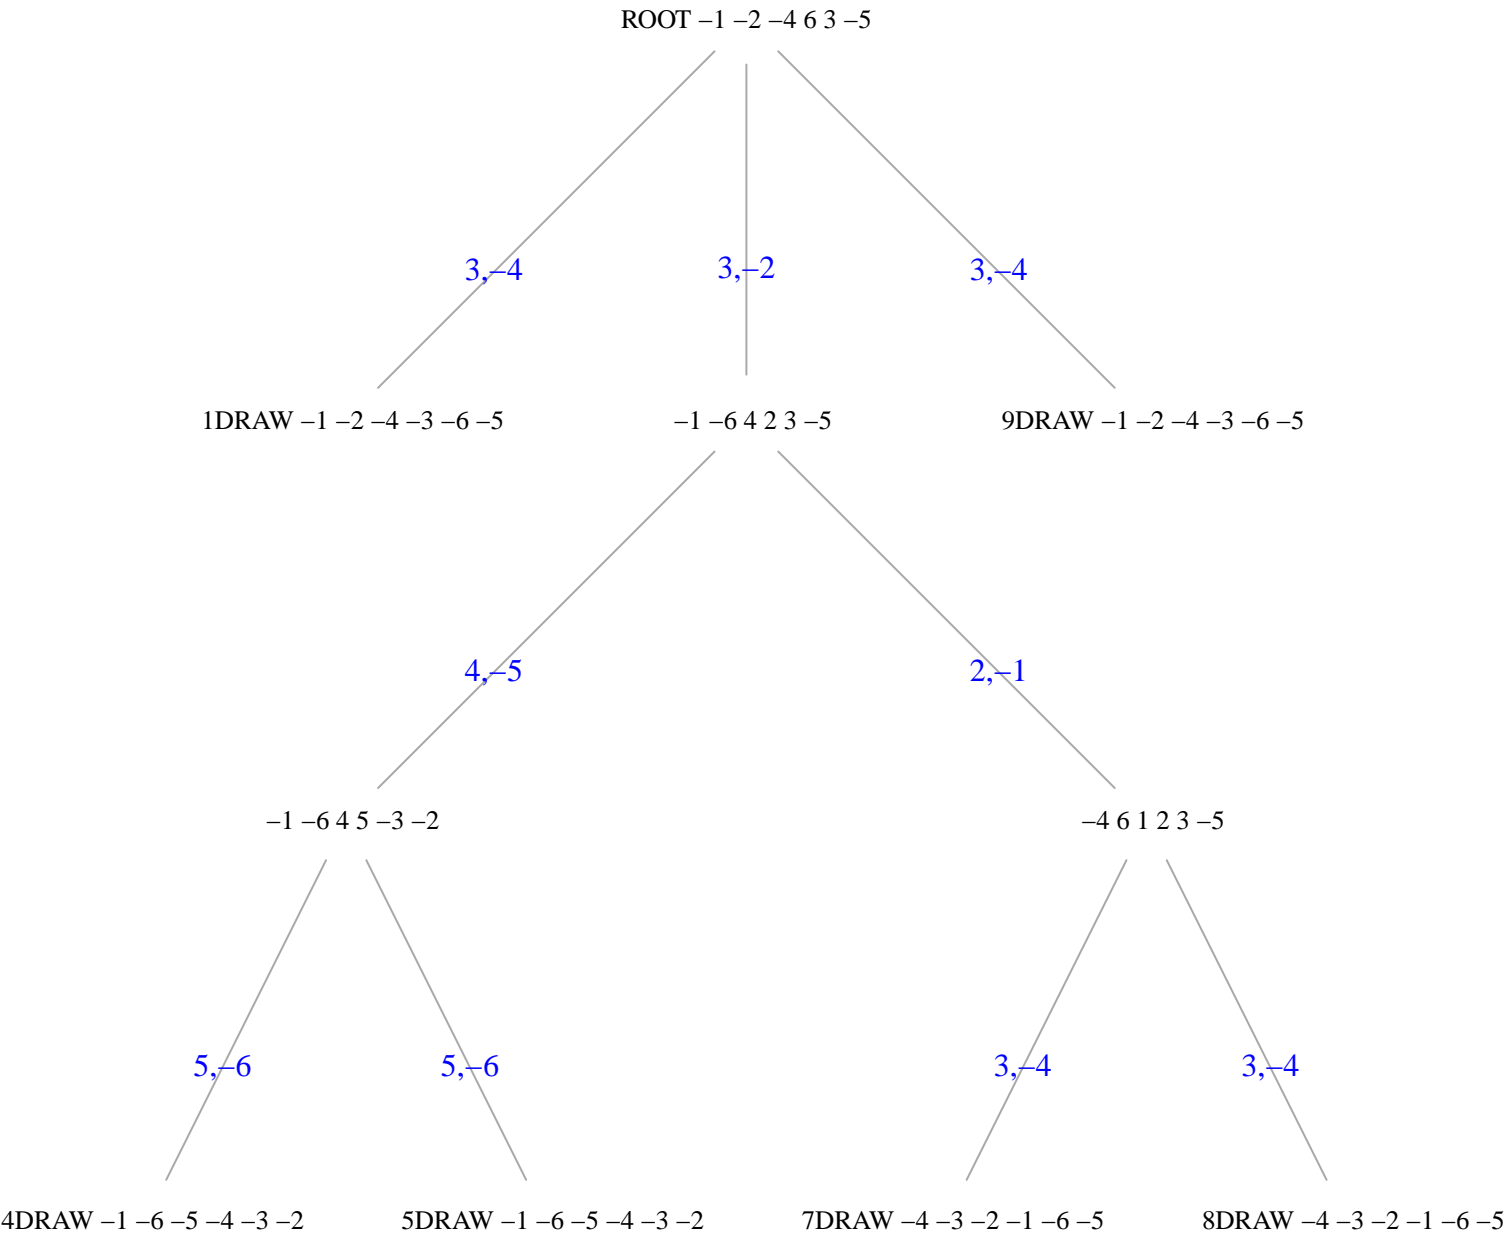 ROOT –1 –2 –4 6 3 –5
3,–4
3,–2
3,–4
1DRAW –1 –2 –4 –3 –6 –5
–1 –6 4 2 3 –5
9DRAW –1 –2 –4 –3 –6 –5
4,–5
2,–1
–1 –6 4 5 –3 –2
–4 6 1 2 3 –5
5,–6
5,–6
3,–4
3,–4
4DRAW –1 –6 –5 –4 –3 –2
5DRAW –1 –6 –5 –4 –3 –2
7DRAW –4 –3 –2 –1 –6 –5
8DRAW –4 –3 –2 –1 –6 –5